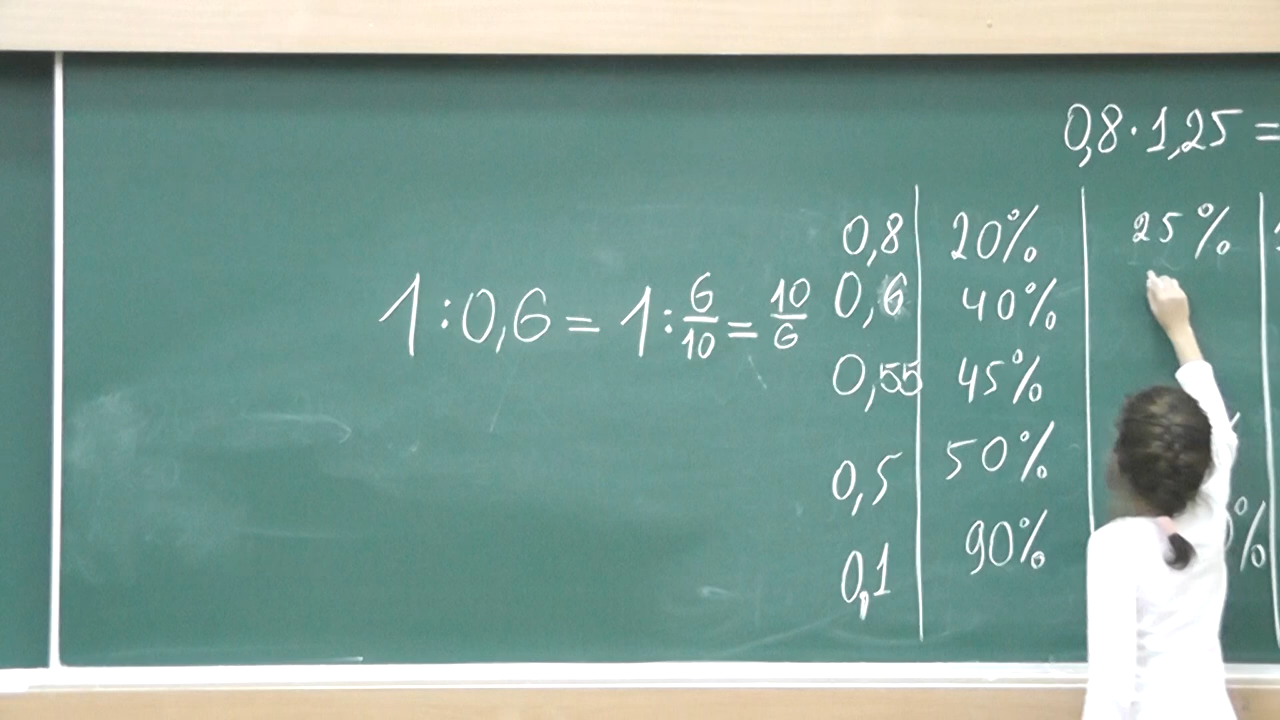 0,8·1,25=
0,8 20% 25%
1:0,6=1:6/10=10/6
0,6 40%
0,55 45%
0,5 50%
0,1 90% %